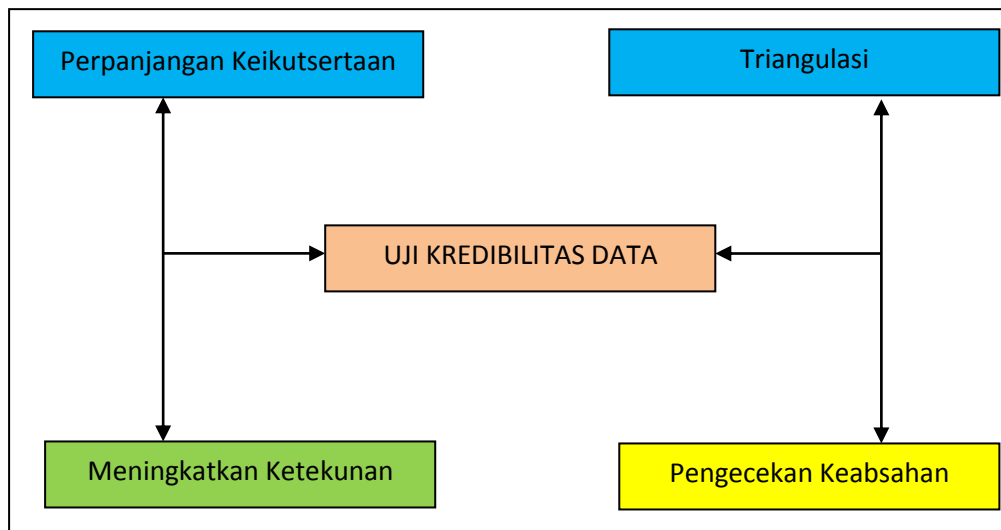 Perpanjangan Keikutsertaan
Triangulasi
UJI KREDIBILITAS DATA
Meningkatkan Ketekunan
Pengecekan Keabsahan